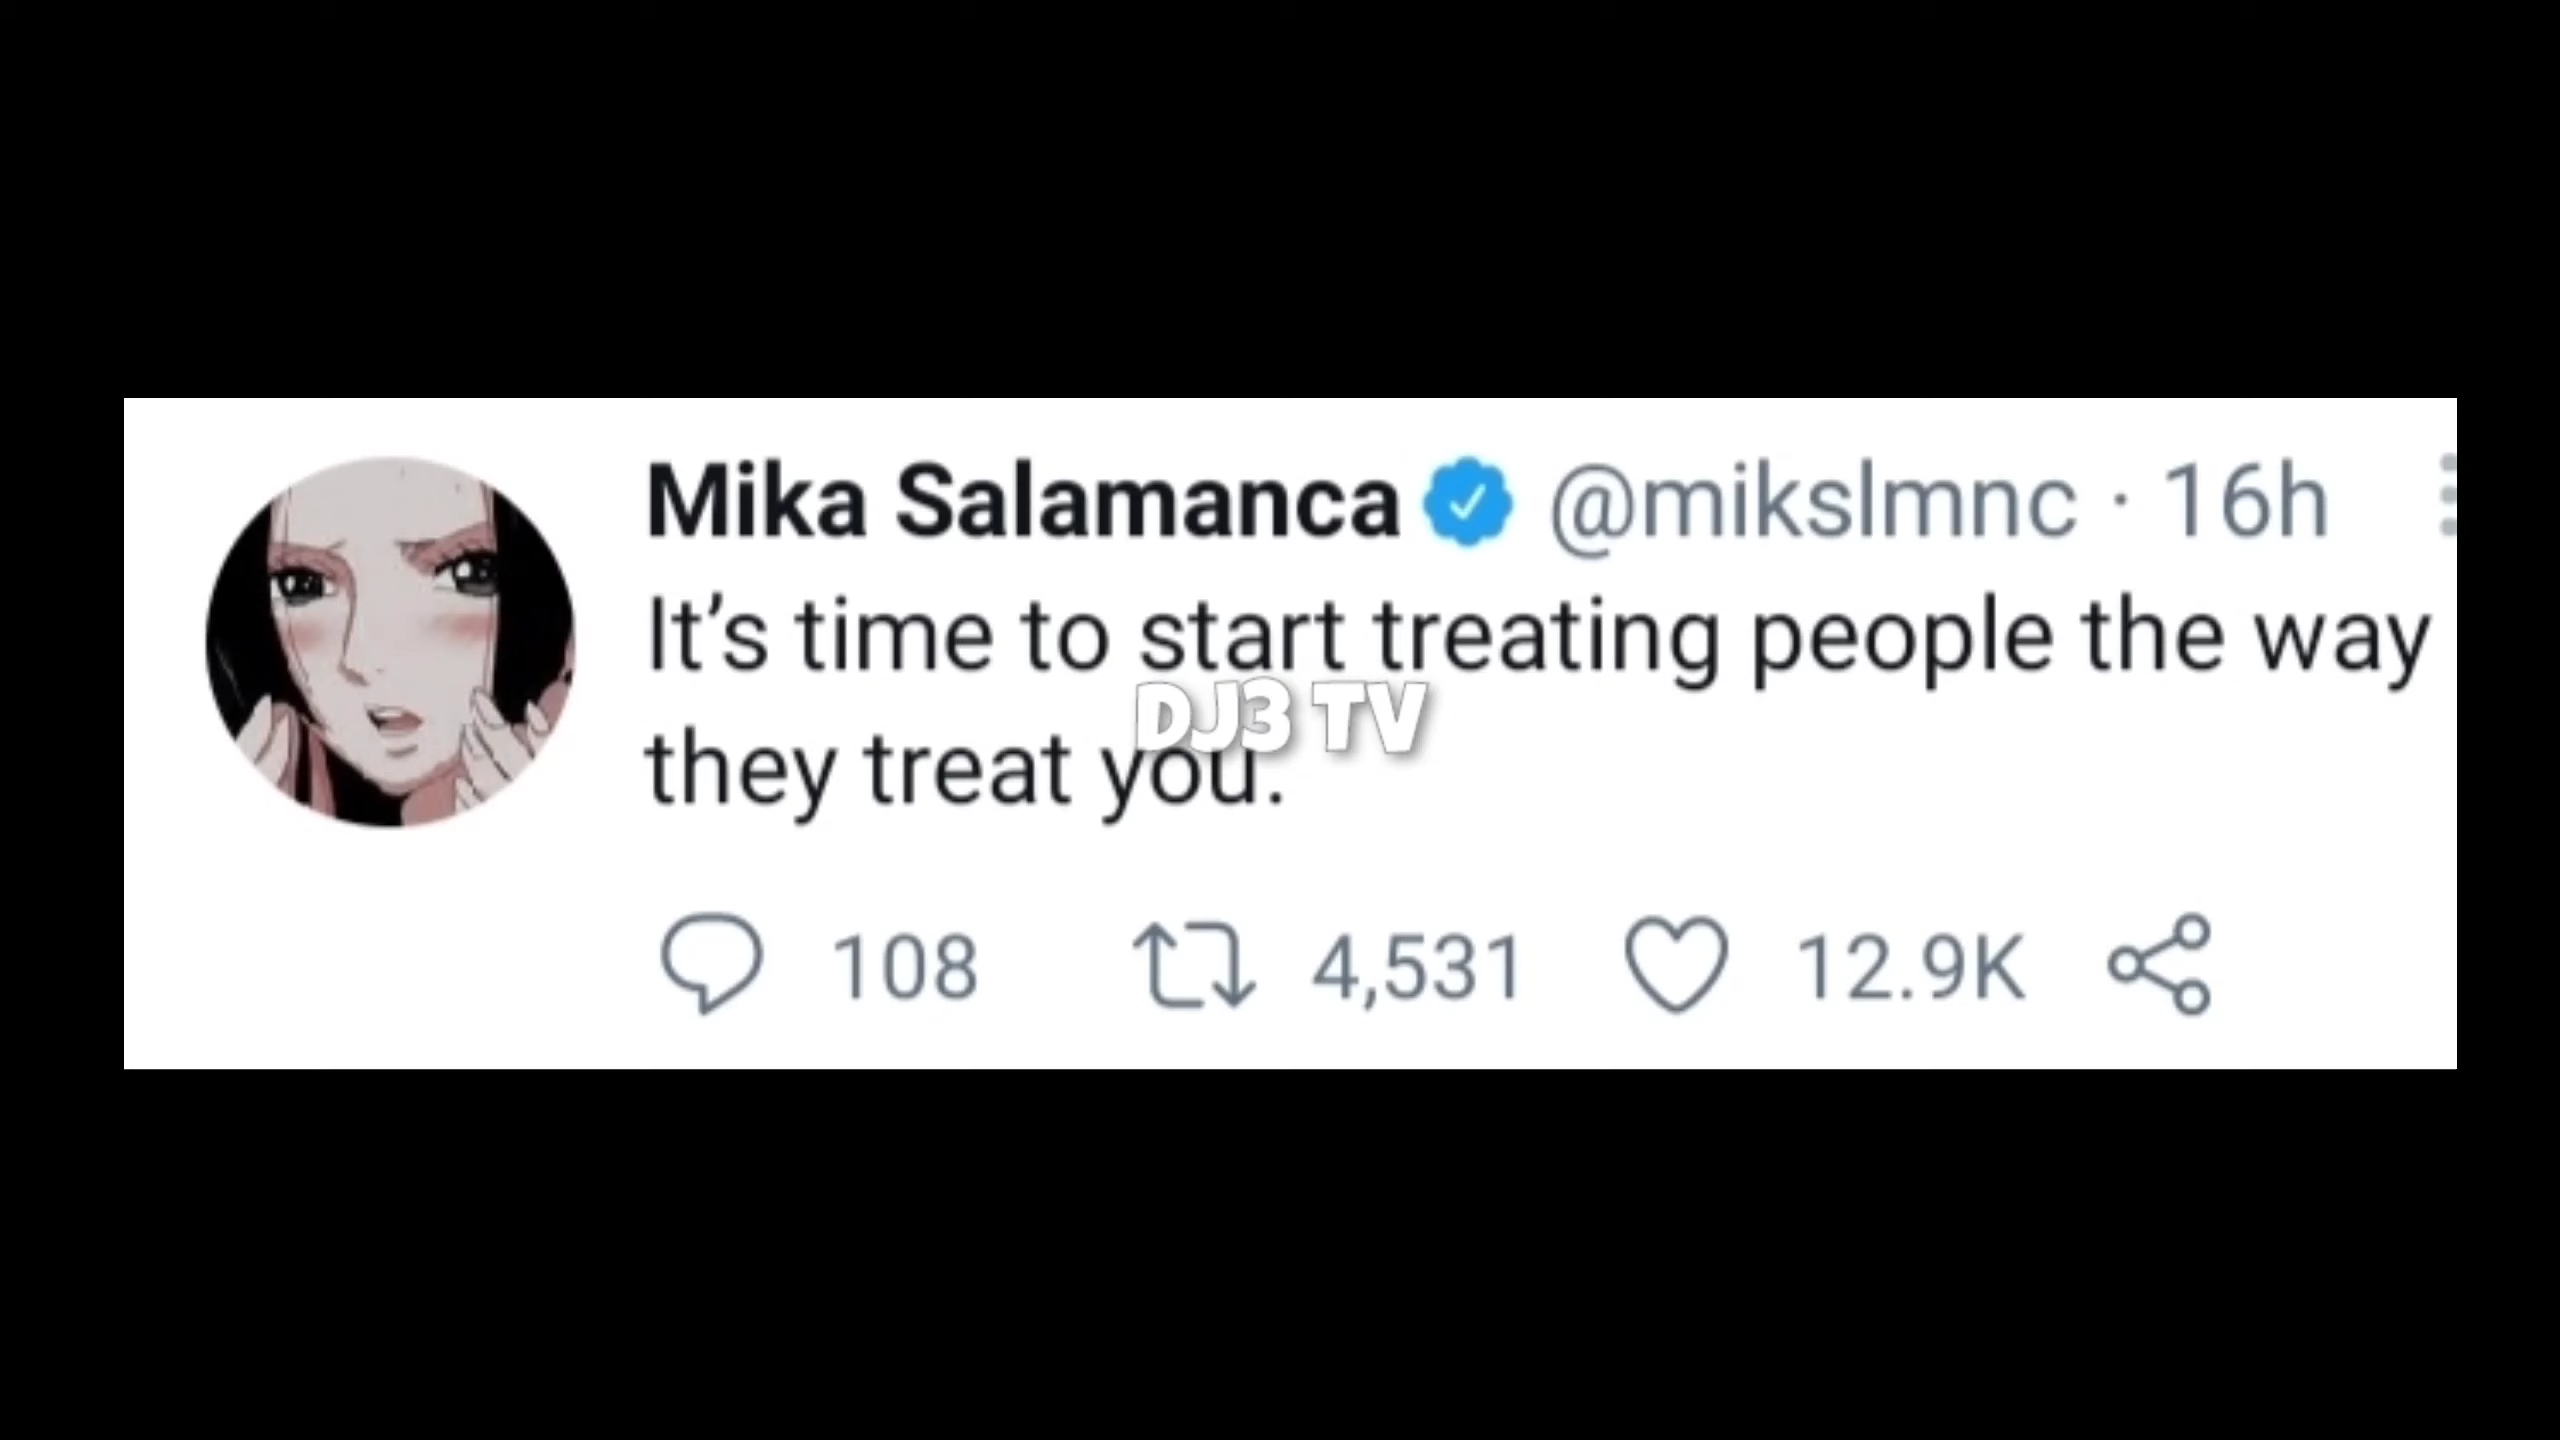 Mika Salamanca @mikslmnc · 16h
It’s time to start treating people the way
DJ3 TV
they treat you.
108 4,531 12.9K